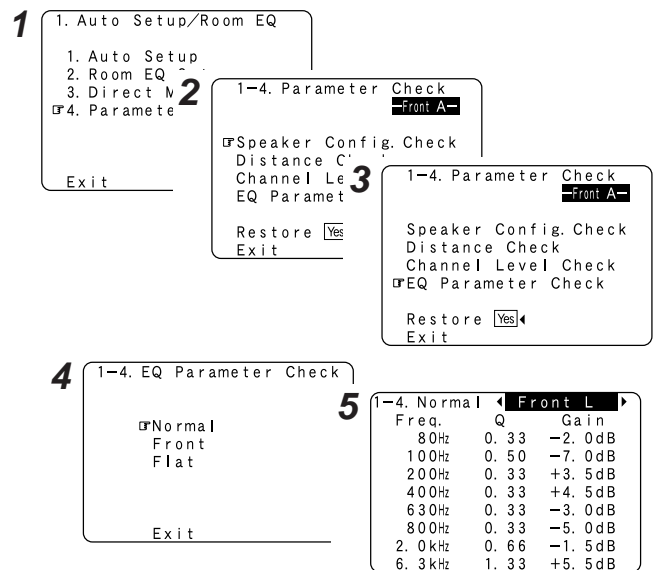 1
1. Auto Setup/Room EQ
1. Auto Setup
2. Room EQ
3. Direct
☞4. Paramete
Exit
2
1-4. Parameter Check
-Front A-
☞Speaker Config. Check
Distance
Channel Le
EQ Paramet
Restore Yes
Exit
3
1-4. Parameter Check
-Front A-
Speaker Config. Check
Distance Check
Channel Level Check
☞EQ Parameter Check
Restore Yes◀
Exit
4
1-4. EQ Parameter Check
☞Normal
Front
Flat
Exit
5
1-4. Normal ◀ Front L ▶
Freq. Q Gain
80Hz 0.33 -2.0dB
100Hz 0.50 -7.0dB
200Hz 0.33 +3.5dB
400Hz 0.33 +4.5dB
630Hz 0.33 -3.0dB
800Hz 0.33 -5.0dB
2.0kHz 0.66 -1.5dB
6.3kHz 1.33 +5.5dB